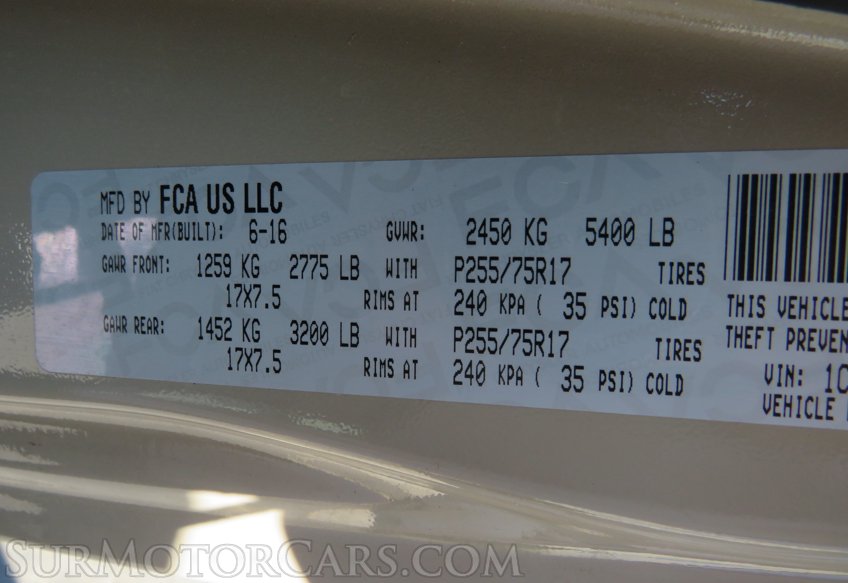 MFD BY FCA US LLC
DATE OF MFR(BUILT): 6-16 GVWR: 2450 KG 5400 LB
GAWR FRONT: 1259 KG 2775 LB WITH P255/75R17 TIRES
17X7.5 RIMS AT 240 KPA ( 35 PSI) COLD
GAWR REAR: 1452 KG 3200 LB WITH P255/75R17 TIRES
17X7.5 RIMS AT 240 KPA ( 35 PSI) COLD
THIS VEHICLE
THEFT PREVEN
VIN: 1C
VEHICLE
SURMOTORCARS.COM